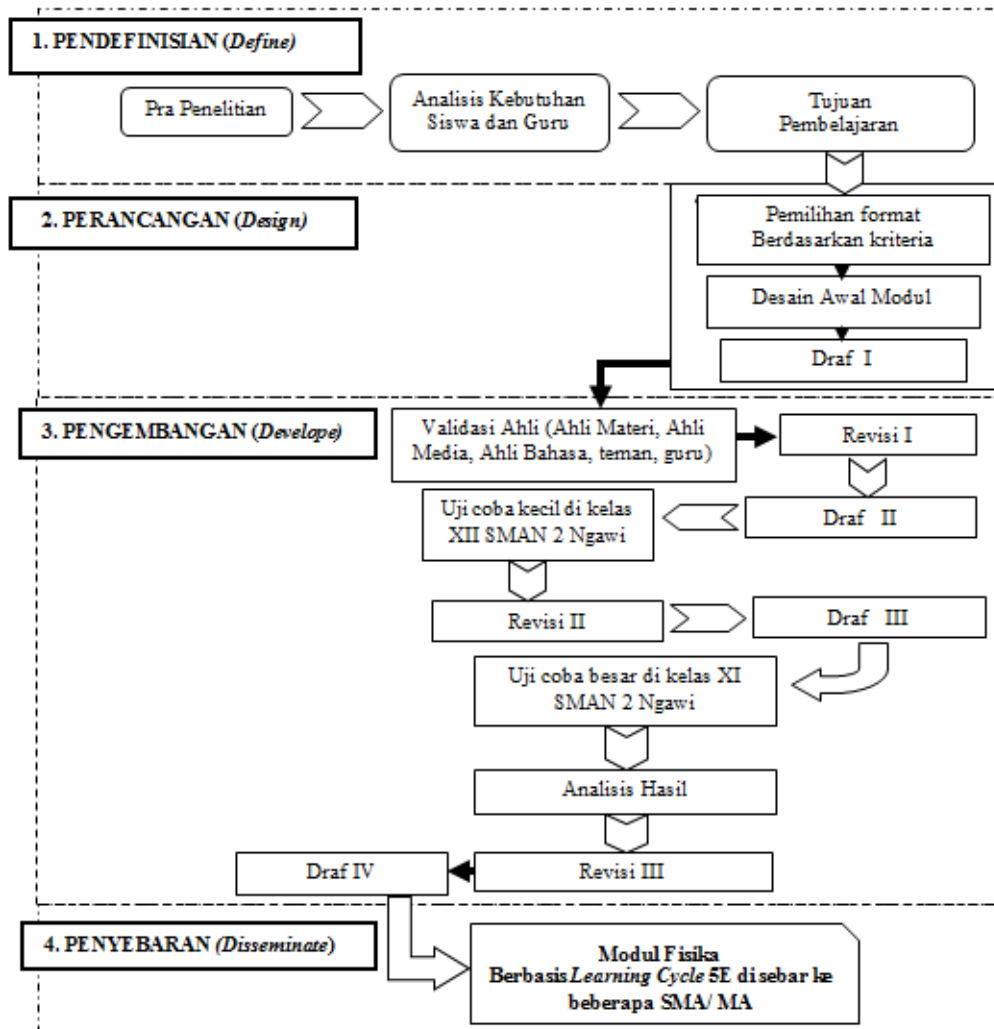 1. PENDEFINISIAN (Define)
Pra Penelitian
Analisis Kebutuhan
Siswa dan Guru
Tujuan
Pembelajaran
2. PERANCANGAN (Design)
Pemilihan format
Berdasarkan kriteria
Desain Awal Modul
Draf I
3. PENGEMBANGAN (Develope)
Validasi Ahli (Ahli Materi, Ahli
Media, Ahli Bahasa, teman, guru)
Revisi I
Uji coba kecil di kelas
XII SMAN 2 Ngawi
Draf II
Revisi II
Draf III
Uji coba besar di kelas XI
SMAN 2 Ngawi
Analisis Hasil
Draf IV
Revisi III
4. PENYEBARAN (Disseminate)
Modul Fisika
Berbasis Learning Cycle 5E disebar ke
beberapa SMA/ MA